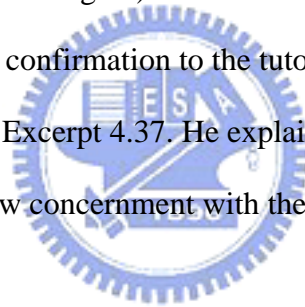 confirmation to the tuto
Excerpt 4.37. He explai
w concernment with the
E S A